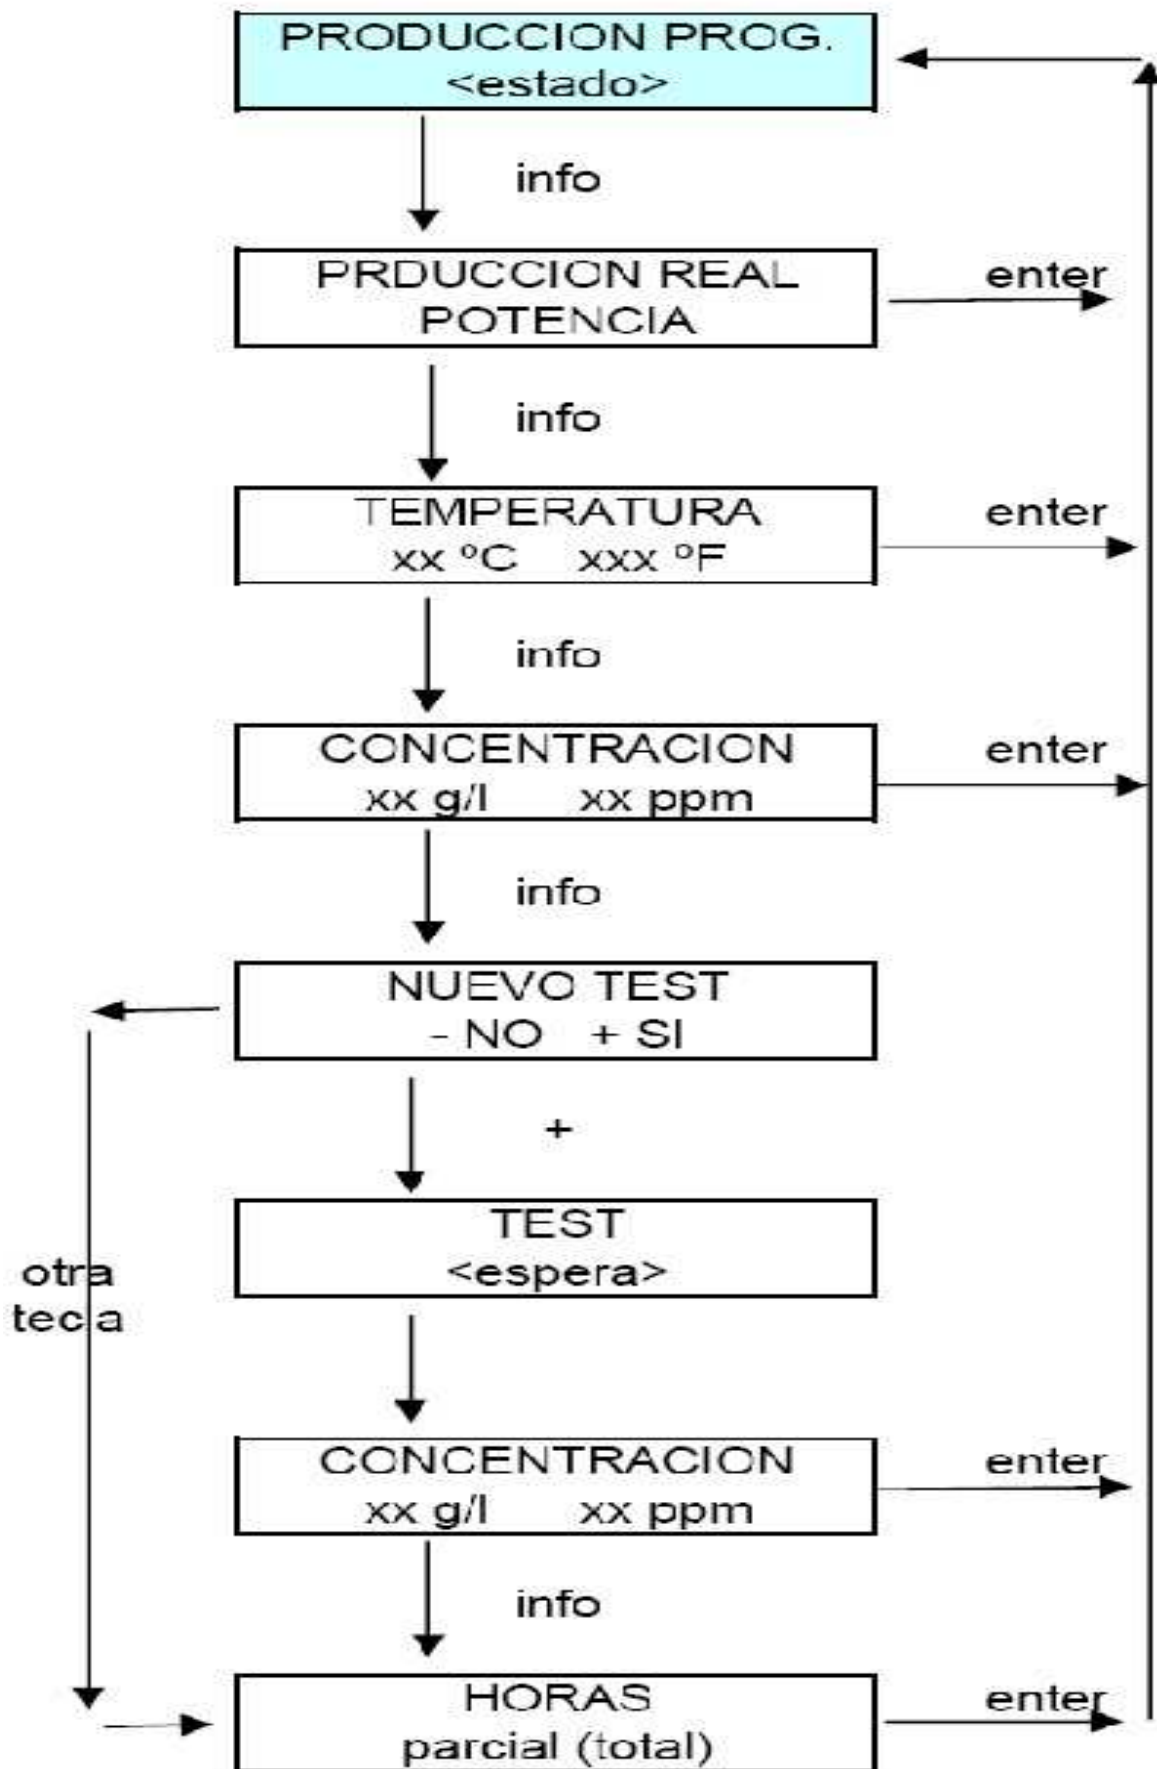 PRODUCCION PROG.
<estado>
info
PRDUCCION REAL
POTENCIA
enter
info
TEMPERATURA
xx ºC xxx ºF
enter
info
CONCENTRACION
xx g/l xx ppm
enter
info
NUEVO TEST
- NO + SI
+
TEST
<espera>
otra
tecla
CONCENTRACION
xx g/l xx ppm
enter
info
HORAS
parcial (total)
enter